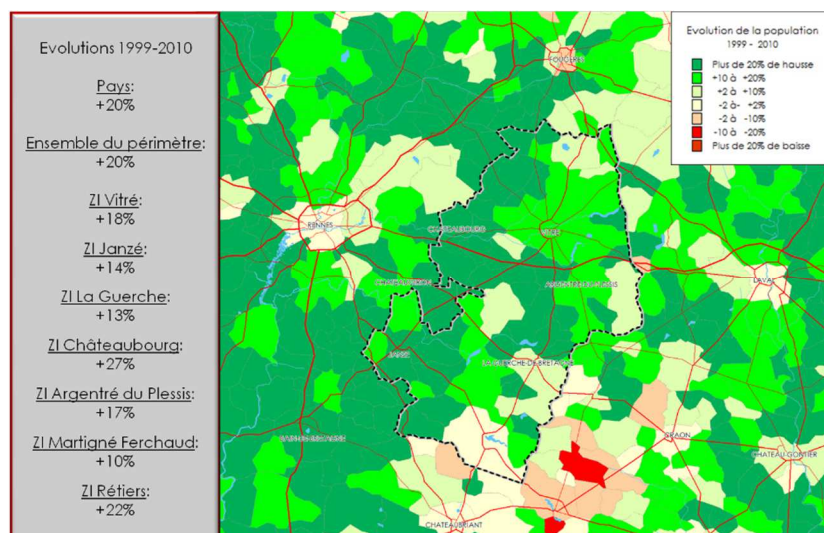 Evolutions 1999-2010
Pays:
+20%
Ensemble du périmètre:
+20%
ZI Vitré:
+18%
ZI Janzé:
+14%
ZI La Guerche:
+13%
ZI Châteaubourg:
+27%
ZI Argentré du Plessis:
+17%
ZI Martigné Ferchaud:
+10%
ZI Rétiers:
+22%
Evolution de la population
1999 - 2010
Plus de 20% de hausse
+10 à +20%
+2 à +10%
-2 à- +2%
-2 à -10%
-10 à -20%
Plus de 20% de baisse
FOUGERES
RENNES
CHATEAUBOURG
VITRE
LAVAL
CHATEAUGIRON
ARGENTRE-DU-PLESSIS
JANZE
LA GUERCHE-DE-BRETAGNE
BAIN-DE-BRETAGNE
CRAON
CHATEAU-GONTIER
CHATEAUBRIANT